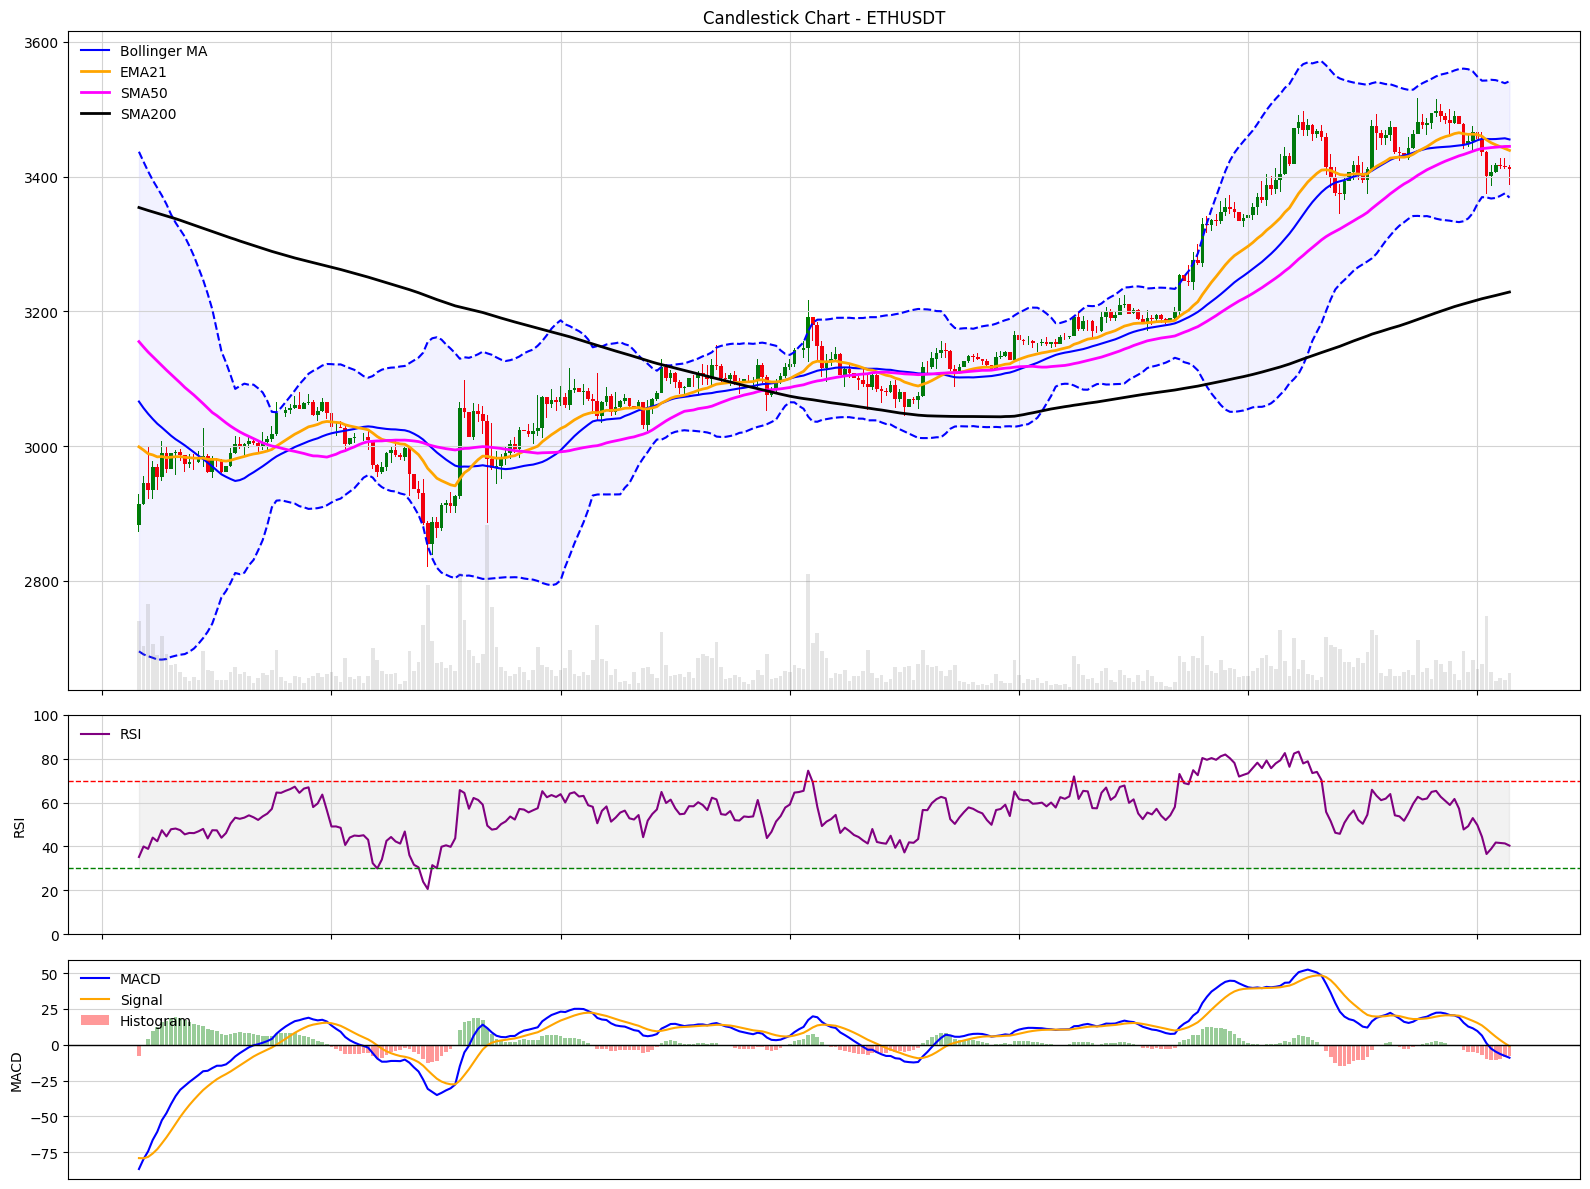 Candlestick Chart - ETHUSDT
3600
3400
3200
3000
2800
Bollinger MA
EMA21
SMA50
SMA200
100
80
60
40
20
0
RSI
RSI
50
25
0
−25
−50
−75
MACD
MACD
Signal
Histogram